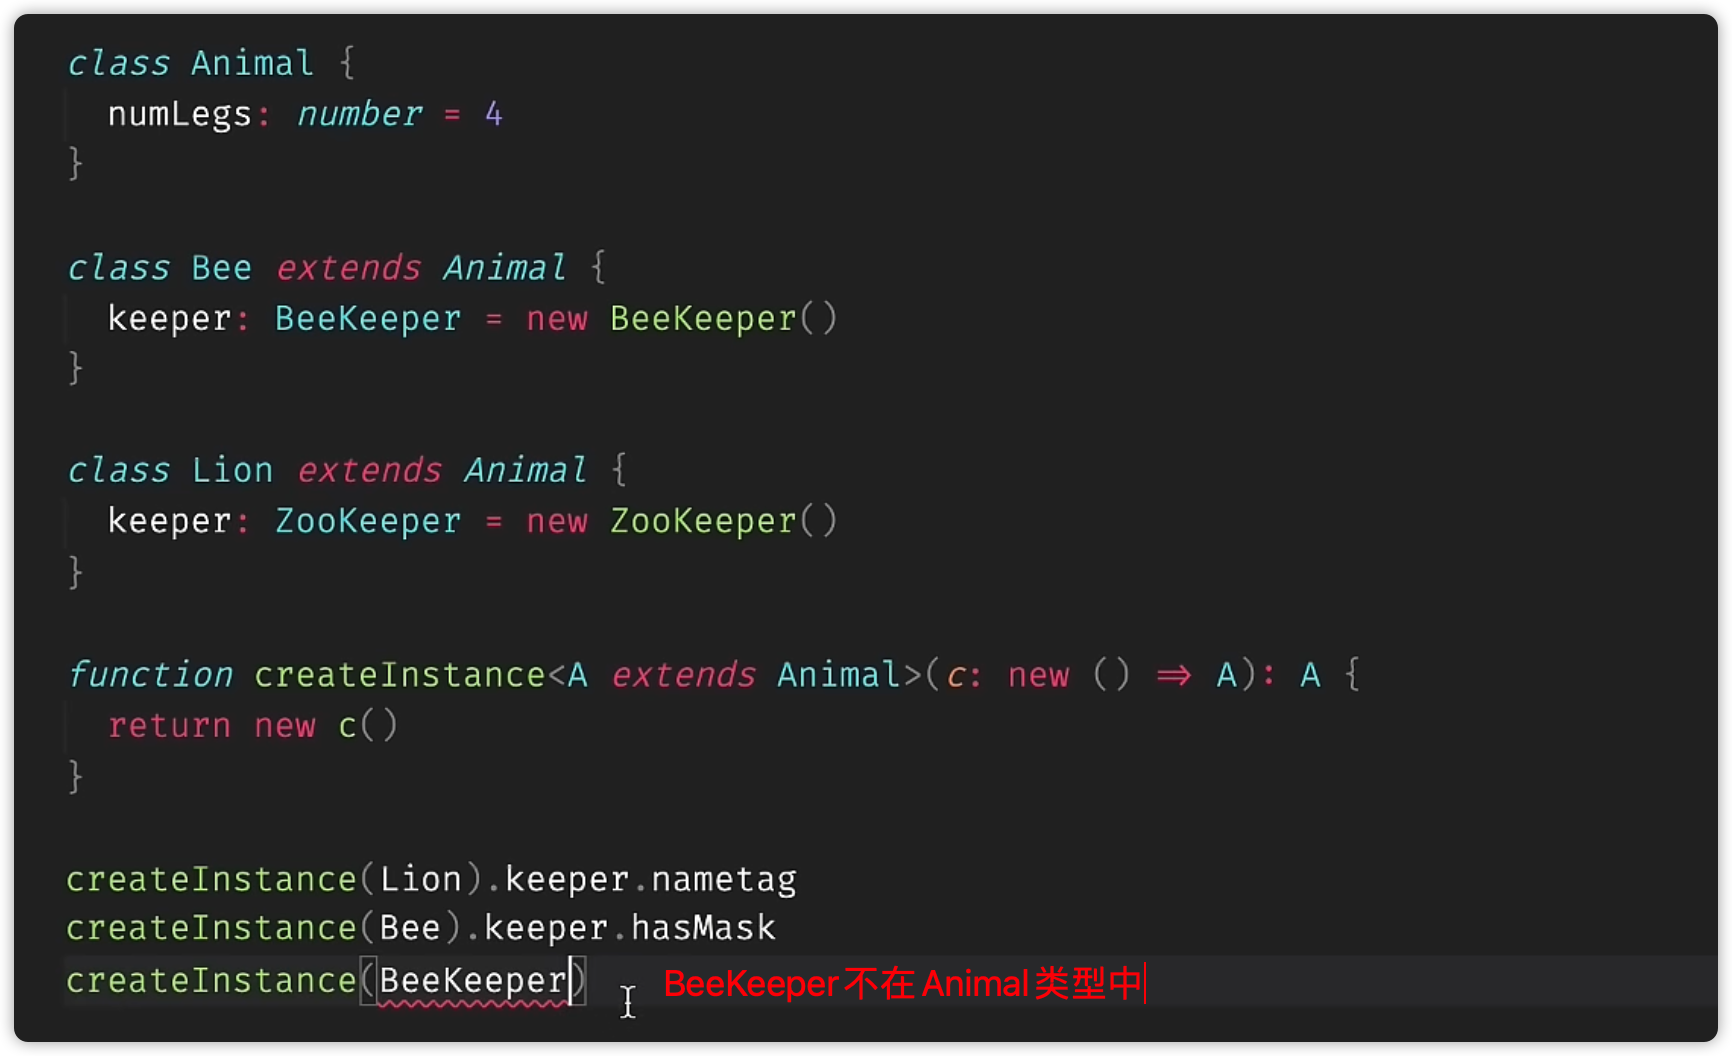 class Animal {
numLegs: number = 4
}
class Bee extends Animal {
keeper: BeeKeeper = new BeeKeeper()
}
class Lion extends Animal {
keeper: ZooKeeper = new ZooKeeper()
}
function createInstance<A extends Animal>(c: new () => A): A {
return new c()
}
createInstance(Lion).keeper.nametag
createInstance(Bee).keeper.hasMask
createInstance(BeeKeeper) BeeKeeper不在Animal类型中